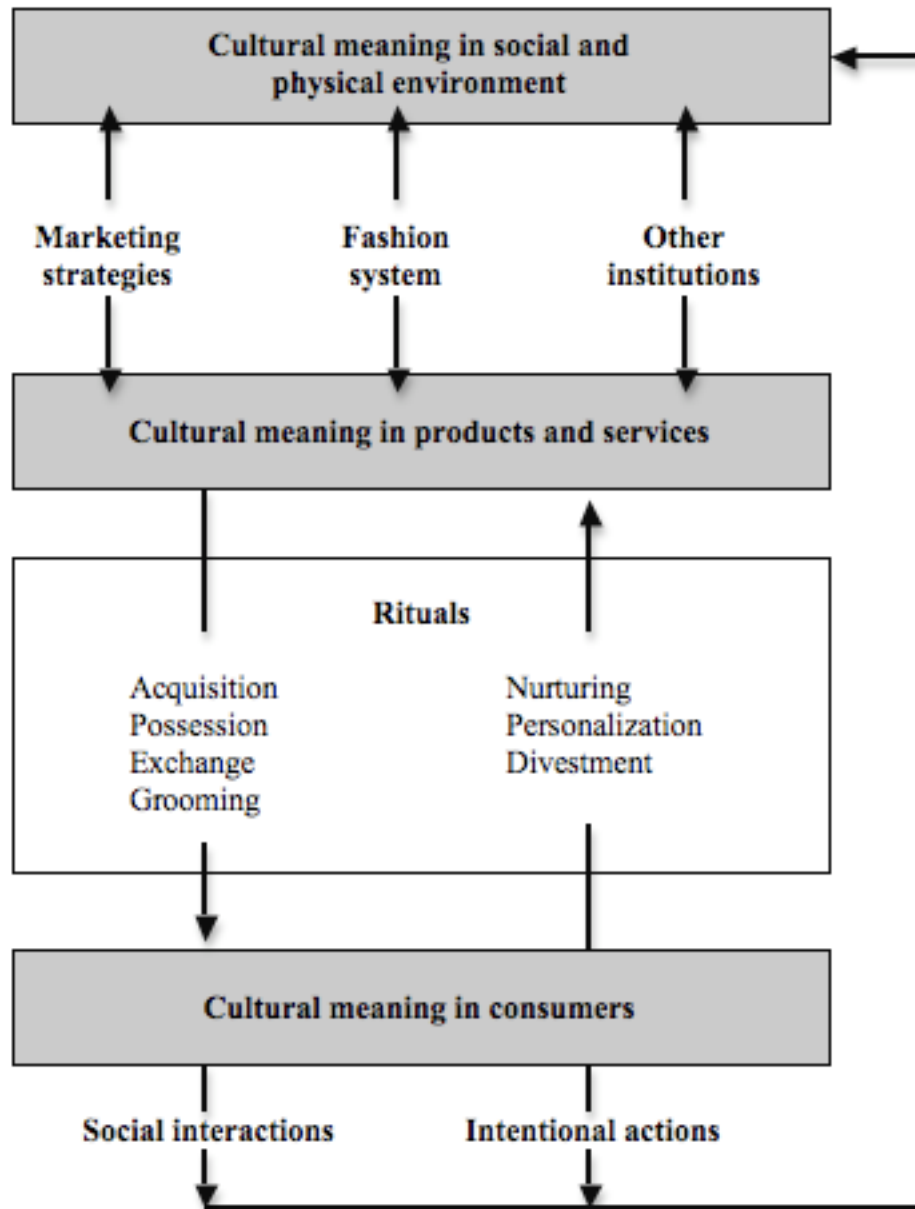 Cultural meaning in social and
physical environment
Marketing
strategies
Fashion
system
Other
institutions
Cultural meaning in products and services
Rituals
Acquisition
Possession
Exchange
Grooming
Nurturing
Personalization
Divestment
Cultural meaning in consumers
Social interactions
Intentional actions